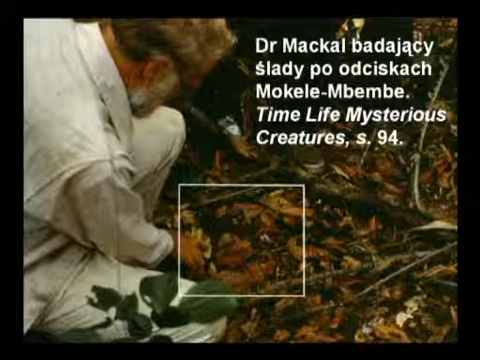 Dr Mackal badający
ślady po odciskach
Mokele-Mbembe.
Time Life Mysterious
Creatures, s. 94.